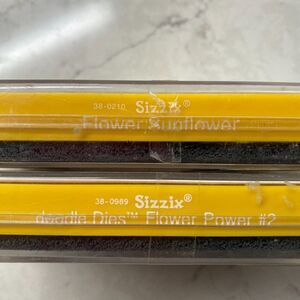 38-0210 Sizzix®
Flower, Sunflower
38-0989 Sizzix®
doodle Dies™ Flower Power #2